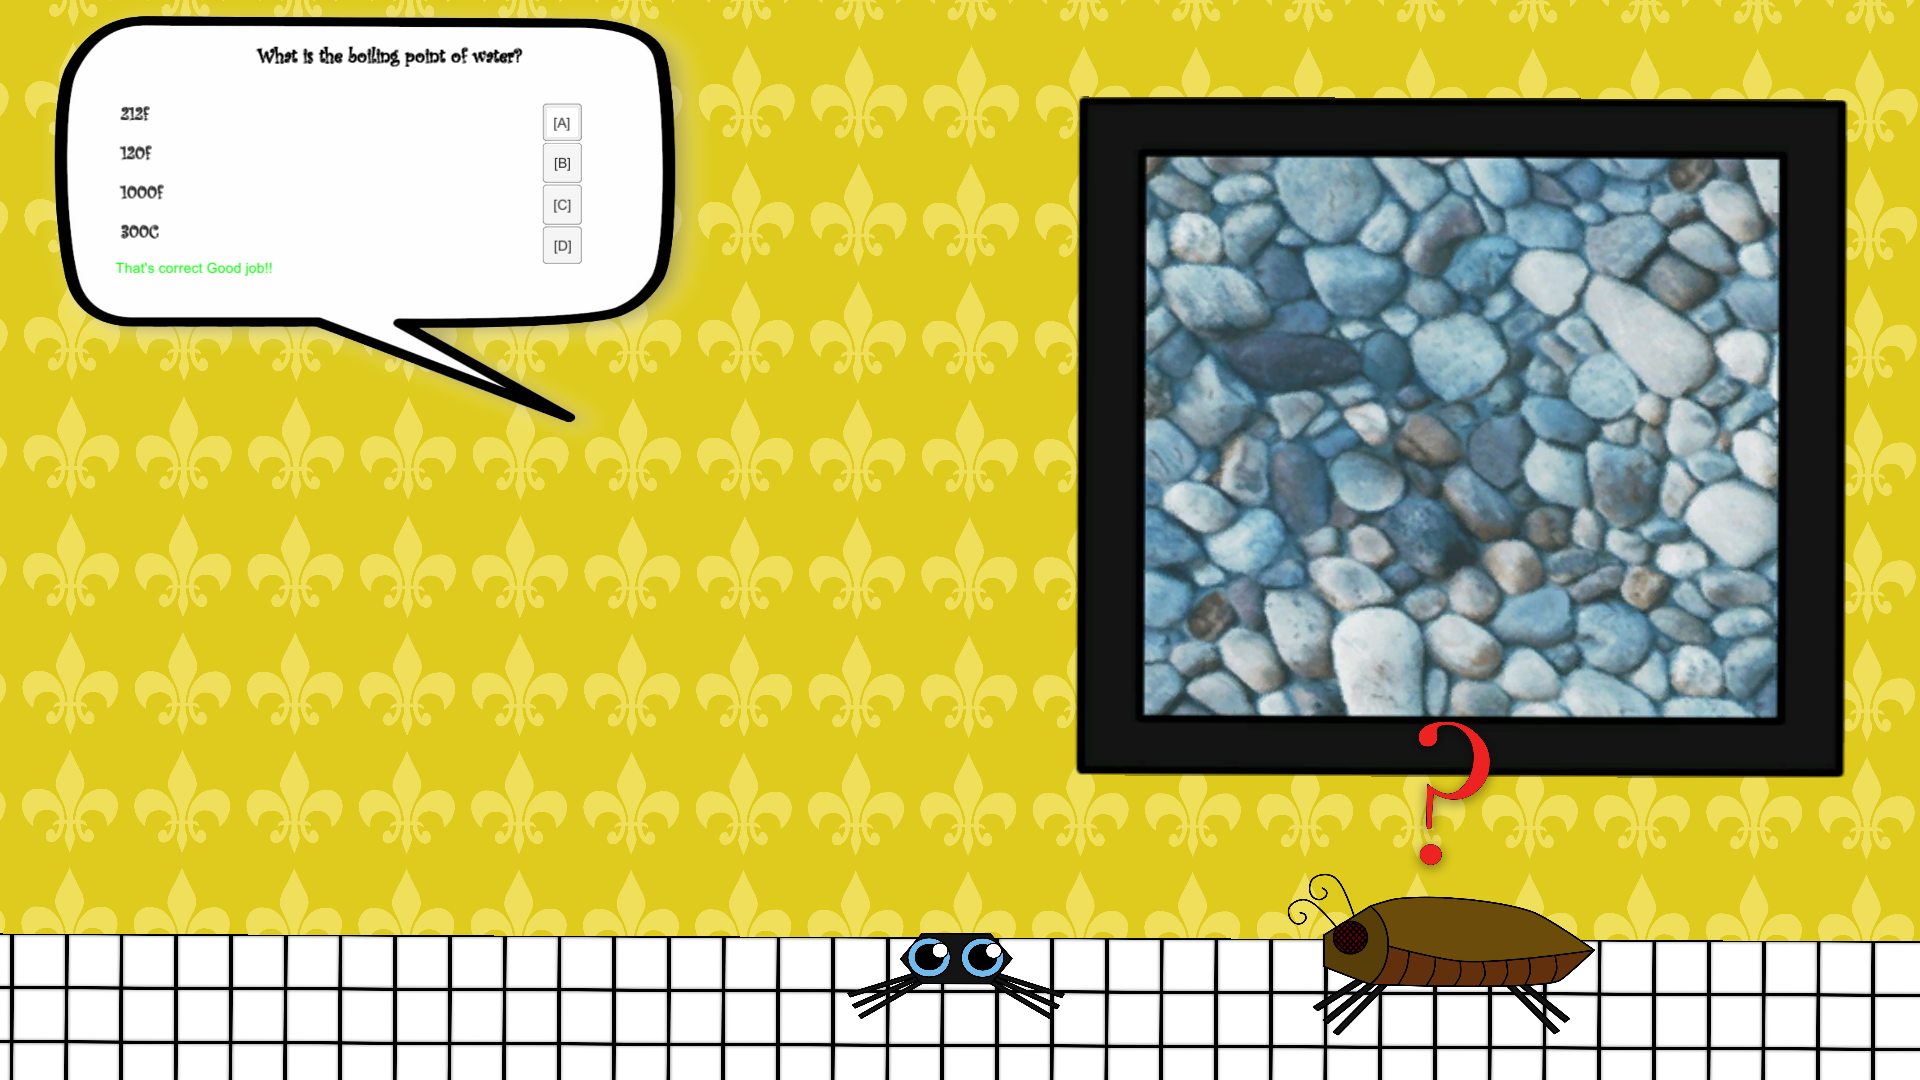 What is the boiling point of water?
212f [A]
120f [B]
1000f [C]
300C [D]
That's correct Good job!!
?